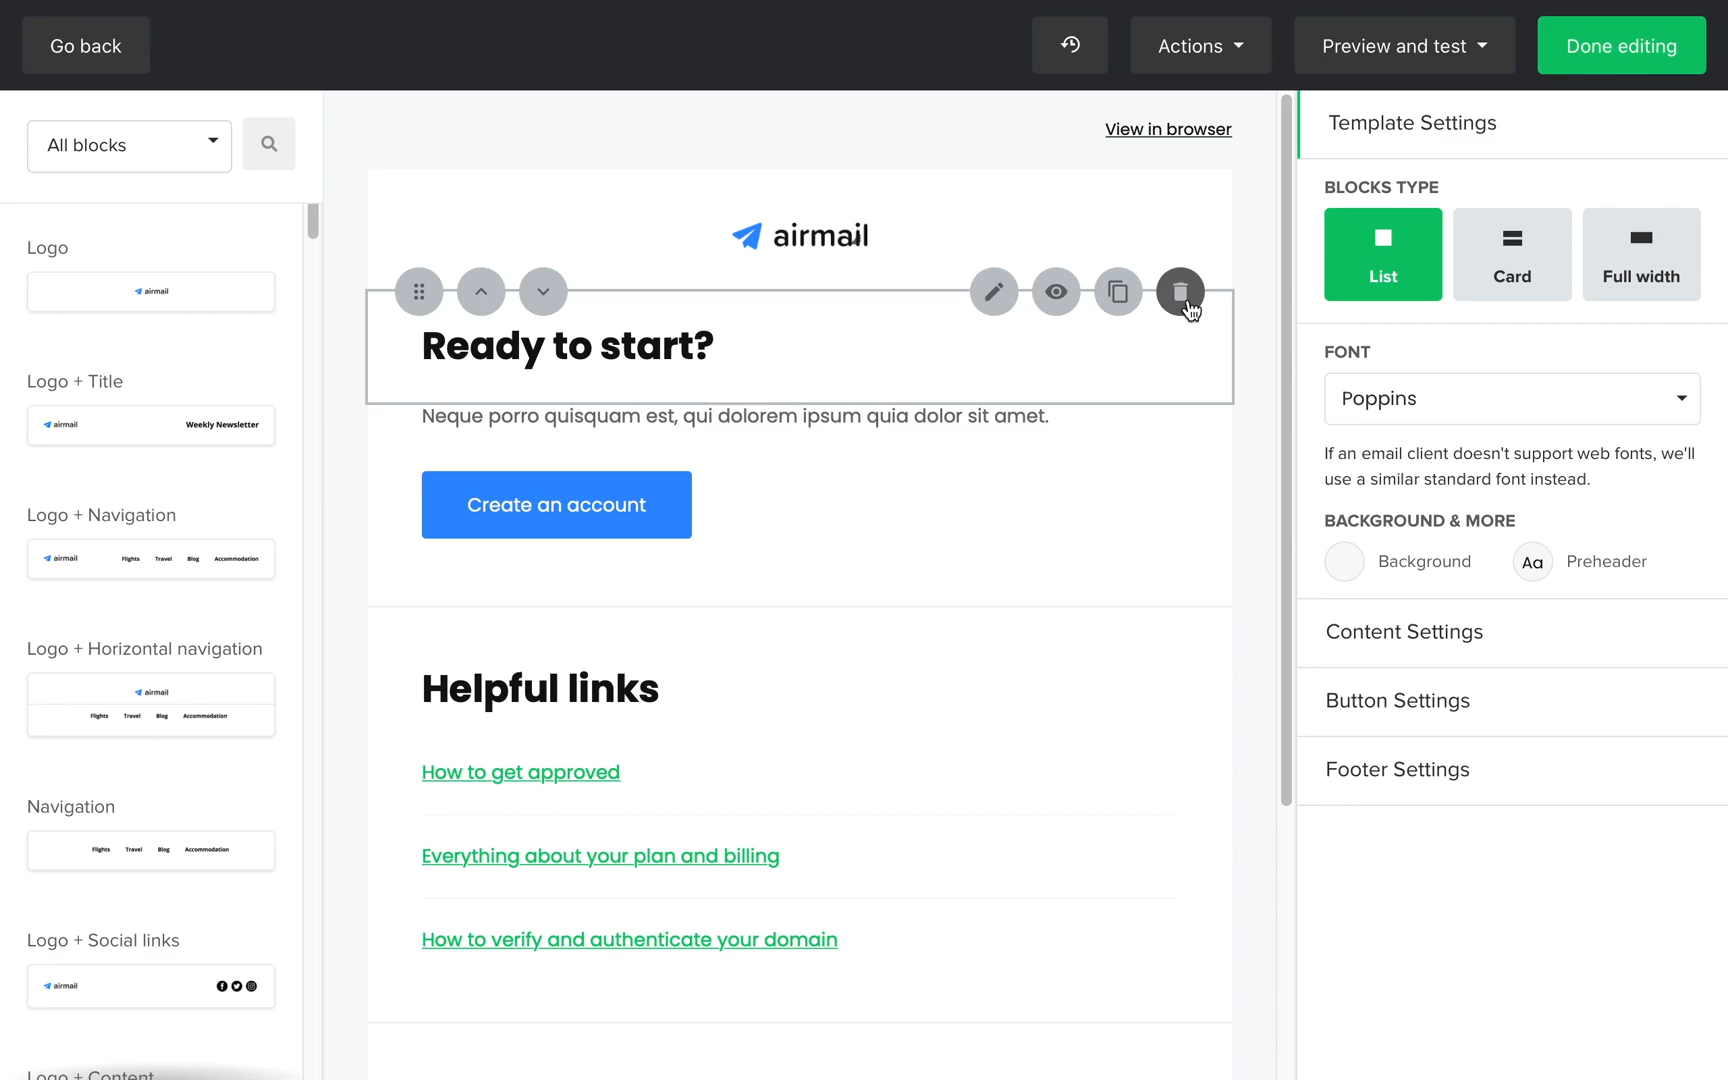 Go back
Actions
Preview and test
Done editing
All blocks
Logo
airmail
Logo + Title
airmail
Weekly Newsletter
Logo + Navigation
airmail
Flights Travel Blog Accommodation
Logo + Horizontal navigation
airmail
Flights Travel Blog Accommodation
Navigation
Flights Travel Blog Accommodation
Logo + Social links
airmail
Logo + Content
View in browser
airmail
Ready to start?
Neque porro quisquam est, qui dolorem ipsum quia dolor sit amet.
Create an account
Helpful links
How to get approved
Everything about your plan and billing
How to verify and authenticate your domain
Template Settings
BLOCKS TYPE
List
Card
Full width
FONT
Poppins
If an email client doesn't support web fonts, we'll
use a similar standard font instead.
BACKGROUND & MORE
Background
Aa Preheader
Content Settings
Button Settings
Footer Settings